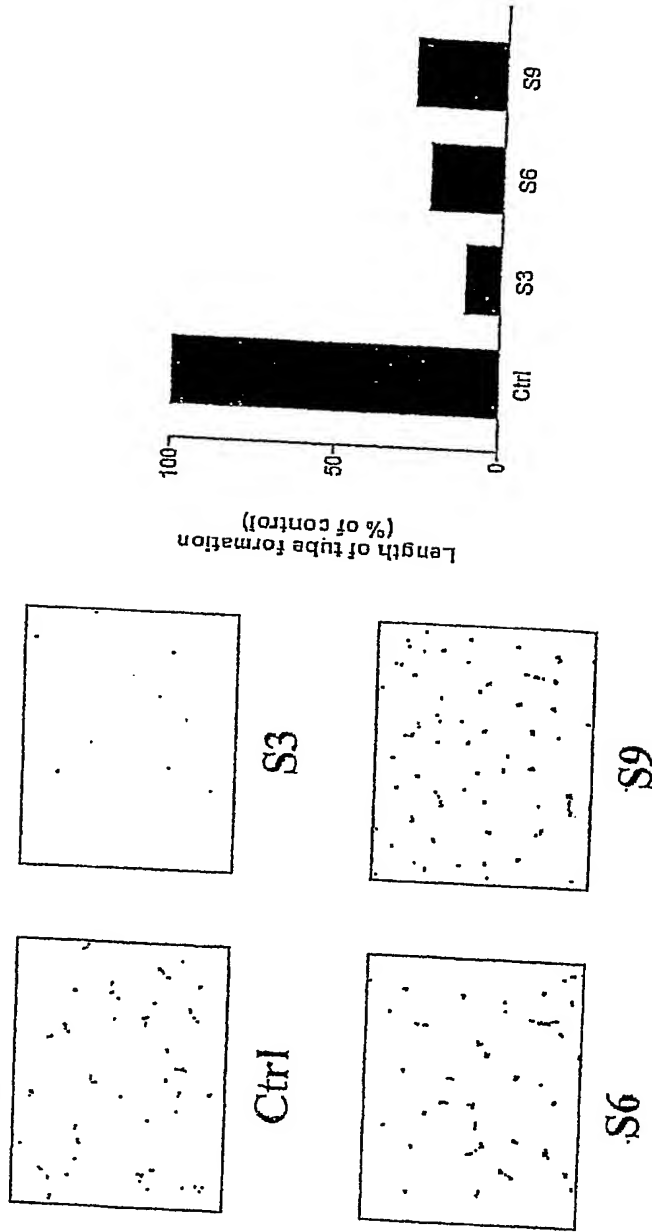 Ctrl
S3
S6
S9
Length of tube formation
(% of control)
100
50
0
Ctrl
S3
S6
S9